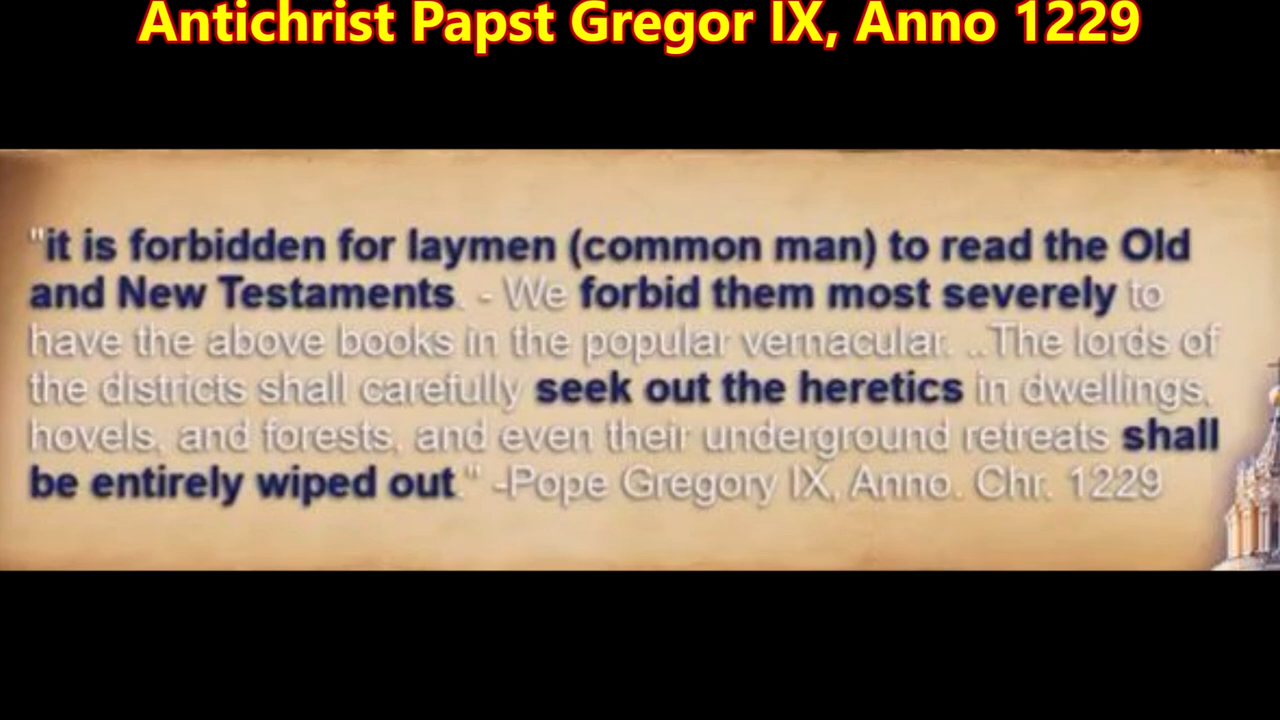 Antichrist Papst Gregor IX, Anno 1229
"it is forbidden for laymen (common man) to read the Old
and New Testaments. - We forbid them most severely to
have the above books in the popular vernacular. ..The lords of
the districts shall carefully seek out the heretics in dwellings,
hovels, and forests, and even their underground retreats shall
be entirely wiped out." -Pope Gregory IX, Anno. Chr. 1229